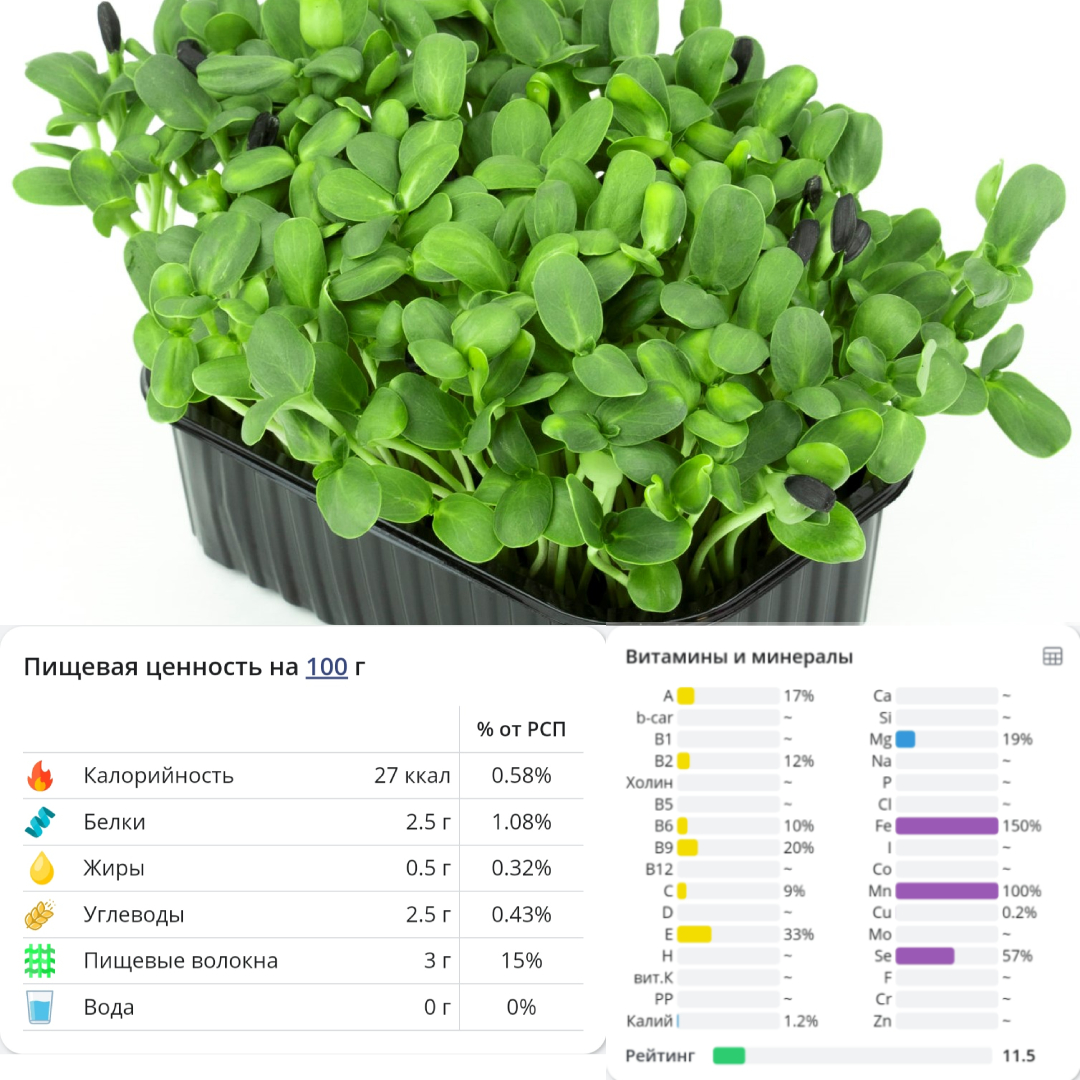 Пищевая ценность на 100 г
% от РСП
Калорийность 27 ккал 0.58%
Белки 2.5 г 1.08%
Жиры 0.5 г 0.32%
Углеводы 2.5 г 0.43%
Пищевые волокна 3 г 15%
Вода 0 г 0%
Витамины и минералы
A 17% Ca ~
b-car ~ Si ~
B1 ~ Mg 19%
B2 12% Na ~
Холин ~ P ~
B5 ~ Cl ~
B6 10% Fe 150%
B9 20% I ~
B12 ~ Co ~
C 9% Mn 100%
D ~ Cu 0.2%
E 33% Mo ~
H ~ Se 57%
вит.К ~ F ~
PP ~ Cr ~
Калий 1.2% Zn ~
Рейтинг 11.5